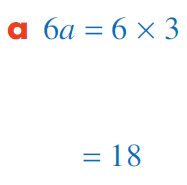 a 6a = 6 × 3
= 18